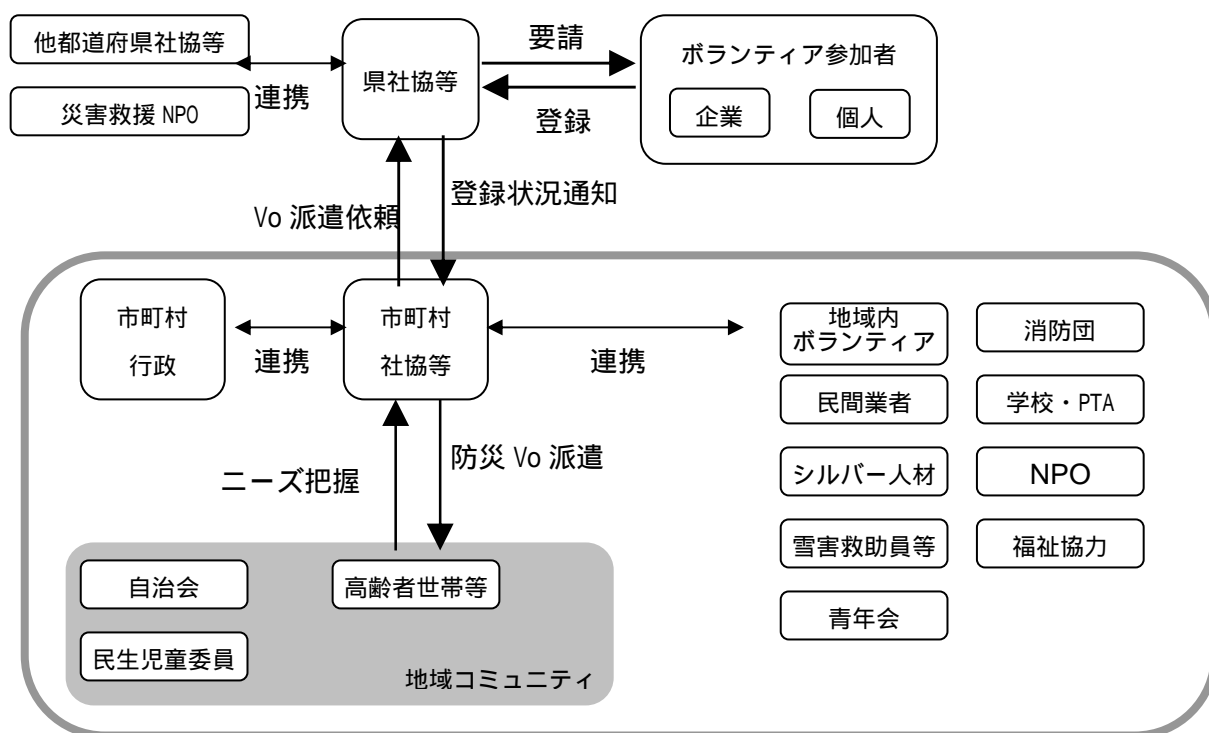 他都道府県社協等
災害救援 NPO
連携
県社協等
要請
登録
ボランティア参加者
企業
個人
Vo 派遣依頼
登録状況通知
市町村
行政
連携
市町村
社協等
連携
地域内
ボランティア
消防団
民間業者
学校・PTA
シルバー人材
NPO
雪害救助員等
福祉協力
青年会
ニーズ把握
防災 Vo 派遣
自治会
高齢者世帯等
民生児童委員
地域コミュニティ